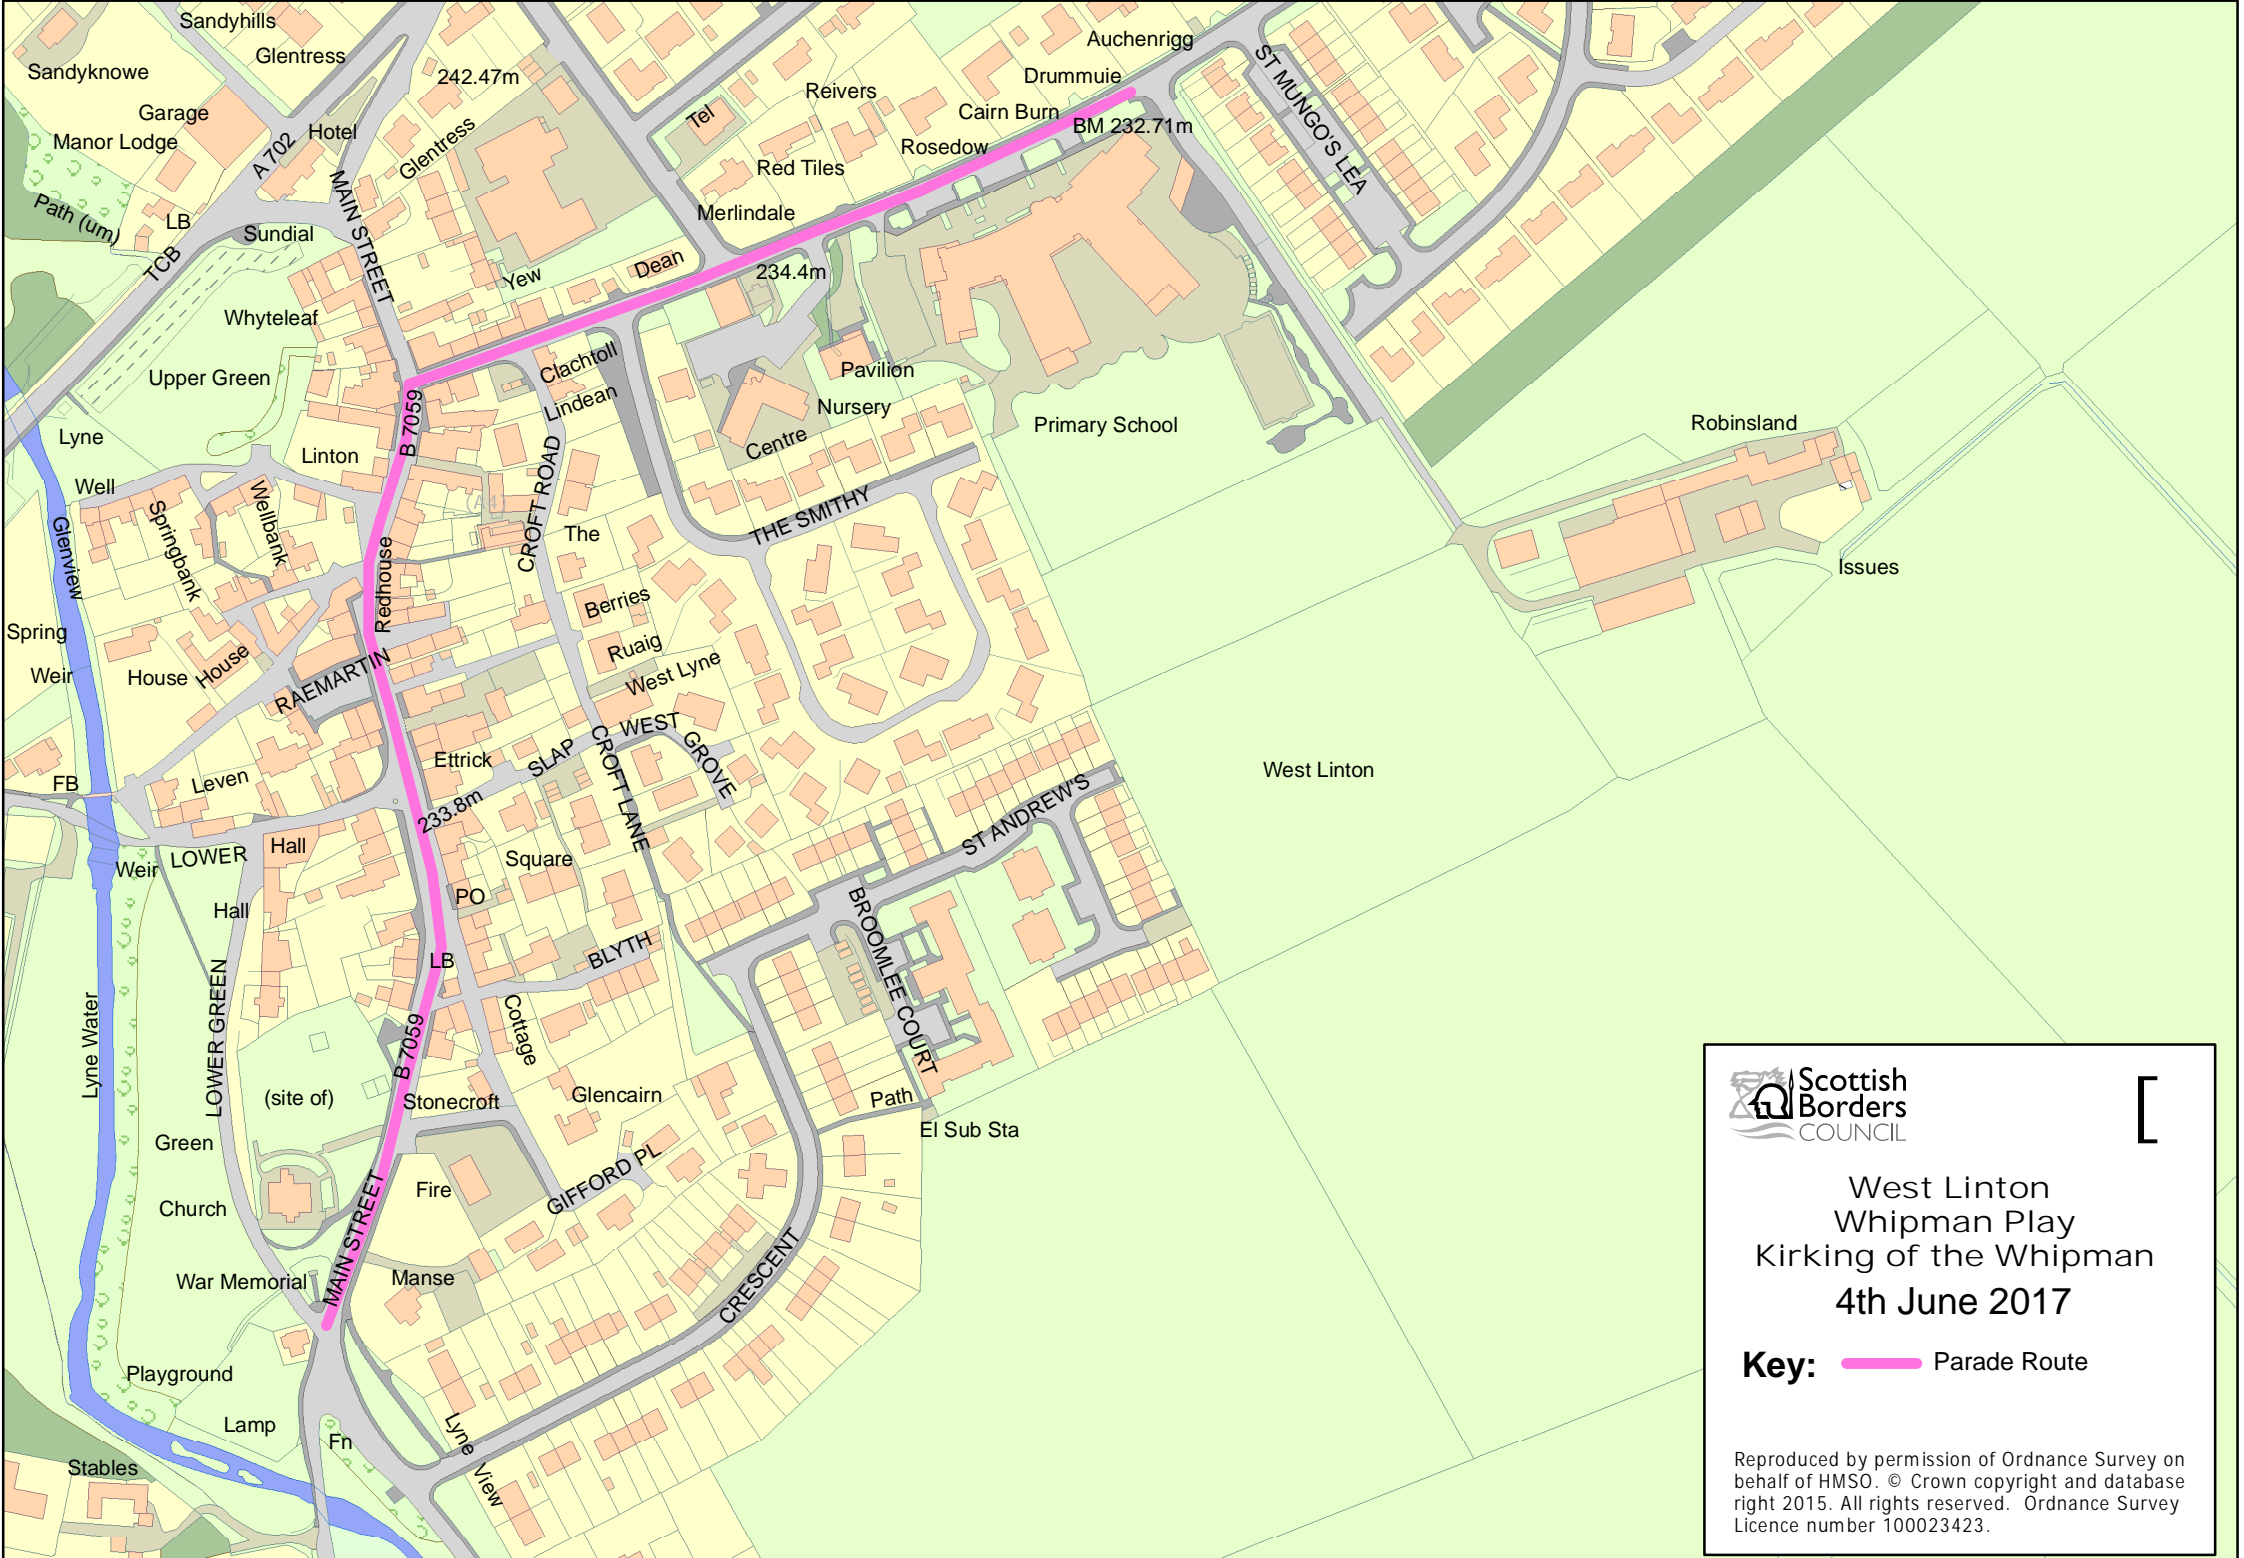 Sandyhills
Glentress
Sandyknowe
242.47m
Garage
Hotel
Manor Lodge
A 702
Glentress
MAIN STREET
Path (um)
LB
Sundial
TCB
Yew
Dean
Whyteleaf
Upper Green
Lyne
Linton
B 7059
Well
Springbank
Wellbank
Glenview
Redhouse
Spring
Weir
House
House
RAEMARTIN
FB
Leven
Ettrick
SLAP
233.8m
Auchenrigg
Drummuie
Reivers
Cairn Burn
Tel
BM 232.71m
Rosedow
Red Tiles
Merlindale
234.4m
ST MUNGO'S LEA
Clachtoll
Lindean
Pavilion
Nursery
Centre
Primary School
Robinsland
(A4)
CROFT ROAD
The
THE SMITHY
Issues
Berries
Ruaig
West Lyne
WEST
GROVE
CROFT LANE
West Linton
ST ANDREW'S
Hall
LOWER
Weir
Square
PO
Hall
BROOMLEE COURT
LB
BLYTH
LOWER GREEN
Lyne Water
Cottage
B 7059
(site of)
Stonecroft
Glencairn
Path
El Sub Sta
Green
Fire
GIFFORD PL
Church
MAIN STREET
War Memorial
Manse
CRESCENT
Playground
Lamp
Fn
Lyne
View
Stables
Scottish
Borders
COUNCIL
[
West Linton
Whipman Play
Kirking of the Whipman
4th June 2017
Key:
Parade Route
Reproduced by permission of Ordnance Survey on
behalf of HMSO. © Crown copyright and database
right 2015. All rights reserved. Ordnance Survey
Licence number 100023423.